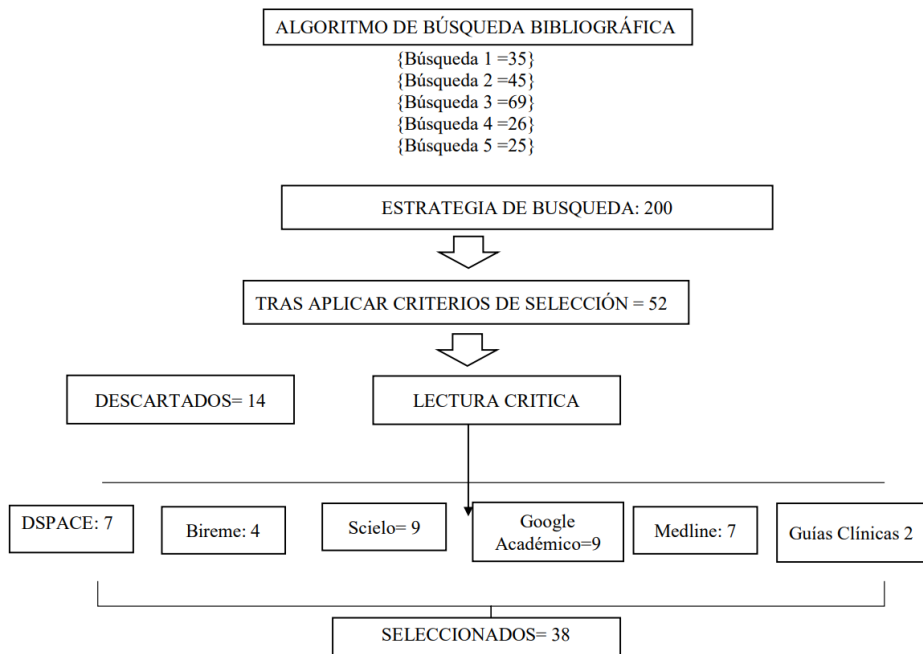 ALGORITMO DE BÚSQUEDA BIBLIOGRÁFICA
{Búsqueda 1 =35}
{Búsqueda 2 =45}
{Búsqueda 3 =69}
{Búsqueda 4 =26}
{Búsqueda 5 =25}
ESTRATEGIA DE BUSQUEDA: 200
TRAS APLICAR CRITERIOS DE SELECCIÓN = 52
DESCARTADOS= 14
LECTURA CRITICA
DSPACE: 7
Bireme: 4
Scielo= 9
Google
Académico=9
Medline: 7
Guías Clínicas 2
SELECCIONADOS= 38